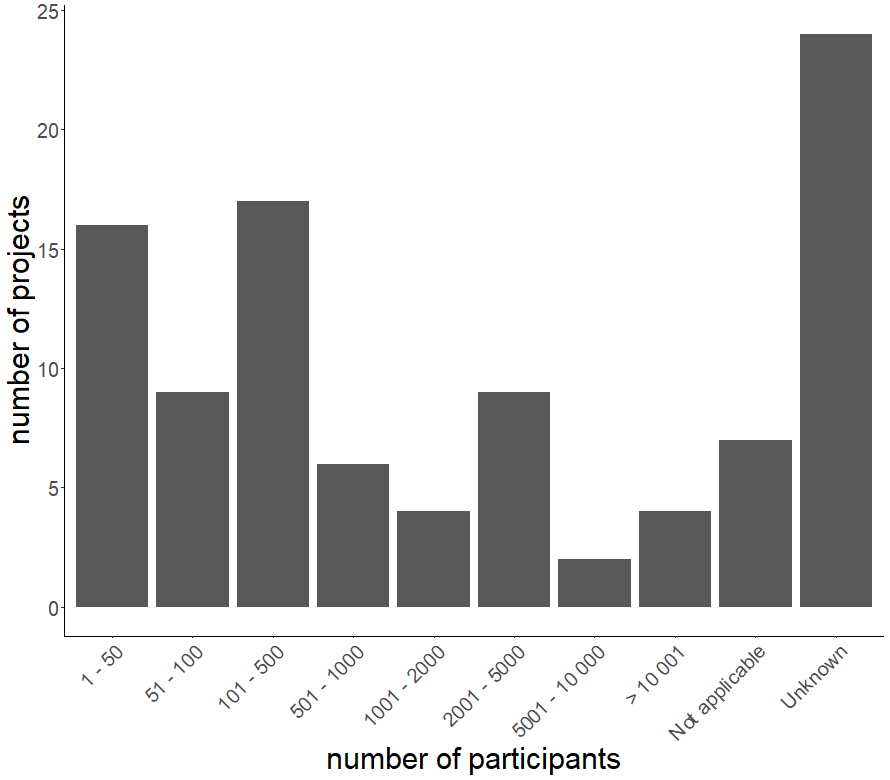 number of projects
25
20
15
10
5
0
1 - 50
51 - 100
101 - 500
501 - 1000
1001 - 2000
2001 - 5000
5001 - 10 000
> 10 001
Not applicable
Unknown
number of participants